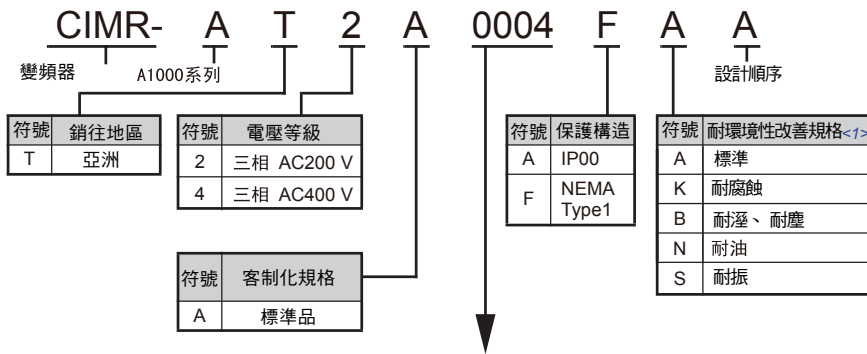 CIMR- A T 2 A 0004 F A A
變頻器
A1000系列
設計順序
符號 銷往地區
T 亞洲
符號 電壓等級
2 三相 AC200 V
4 三相 AC400 V
符號 客制化規格
A 標準品
符號 保護構造
A IP00
F NEMA
Type1
符號 耐環境性改善規格<1>
A 標準
K 耐腐蝕
B 耐溼、耐塵
N 耐油
S 耐振